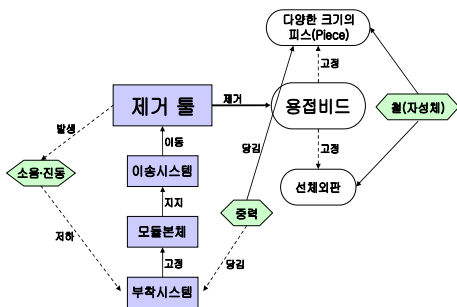 다양한 크기의
피스(Piece)
고정
제거 툴
제거
용접비드
철(자성체)
발생
이동
당김
고정
소음·진동
이송시스템
선체외판
지지
중력
저하
모듈본체
고정
당김
부착시스템